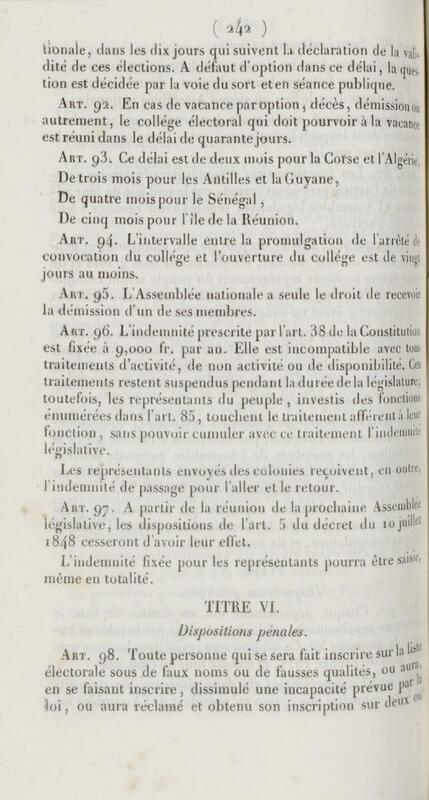 ( 242 )
tionale, dans les dix jours qui suivent la déclaration de la vali-
dité de ces élections. A défaut d'option dans ce délai, la ques-
tion est décidée par la voie du sort et en séance publique.
ART. 92. En cas de vacance par option, décès, démission ou
autrement, le collége électoral qui doit pourvoir à la vacance
est réuni dans le délai de quarante jours.
ART. 93. Ce délai est de deux mois pour la Corse et l'Algérie,
De trois mois pour les Antilles et la Guyane,
De quatre mois pour le Sénégal,
De cinq mois pour l'île de la Réunion.
ART. 94. L'intervalle entre la promulgation de l'arrêté de
convocation du collége et l'ouverture du collége est de vingt
jours au moins.
ART. 95. L'Assemblée nationale a seule le droit de recevoir
la démission d'un de ses membres.
ART. 96. L'indemnité prescrite par l'art. 38 de la Constitution
est fixée à 9,000 fr. par an. Elle est incompatible avec tous
traitements d'activité, de non activité ou de disponibilité. Ces
traitements restent suspendus pendant la durée de la législature;
toutefois, les représentants du peuple, investis des fonctions
énumérées dans l'art. 85, touchent le traitement afférent à leur
fonction, sans pouvoir cumuler avec ce traitement l'indemnité
législative.
Les représentants envoyés des colonies reçoivent, en outre,
l'indemnité de passage pour l'aller et le retour.
ART. 97. A partir de la réunion de la prochaine Assemblée
législative, les dispositions de l'art. 5 du décret du 10 juillet
1848 cesseront d'avoir leur effet.
L'indemnité fixée pour les représentants pourra être saisie,
même en totalité.
TITRE VI.
Dispositions pénales.
ART. 98. Toute personne qui se sera fait inscrire sur la liste
électorale sous de faux noms ou de fausses qualités, ou aura,
en se faisant inscrire, dissimulé une incapacité prévue par la
loi, ou aura réclamé et obtenu son inscription sur deux ou